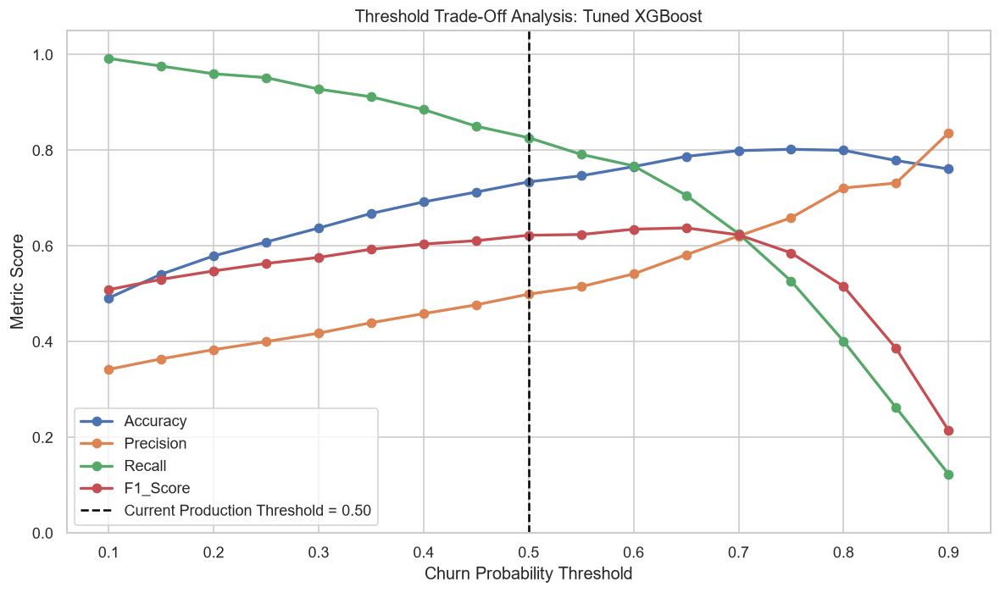 Threshold Trade-Off Analysis: Tuned XGBoost
Metric Score
1.0
0.8
0.6
0.4
0.2
0.0
Accuracy
Precision
Recall
F1_Score
Current Production Threshold = 0.50
0.1 0.2 0.3 0.4 0.5 0.6 0.7 0.8 0.9
Churn Probability Threshold